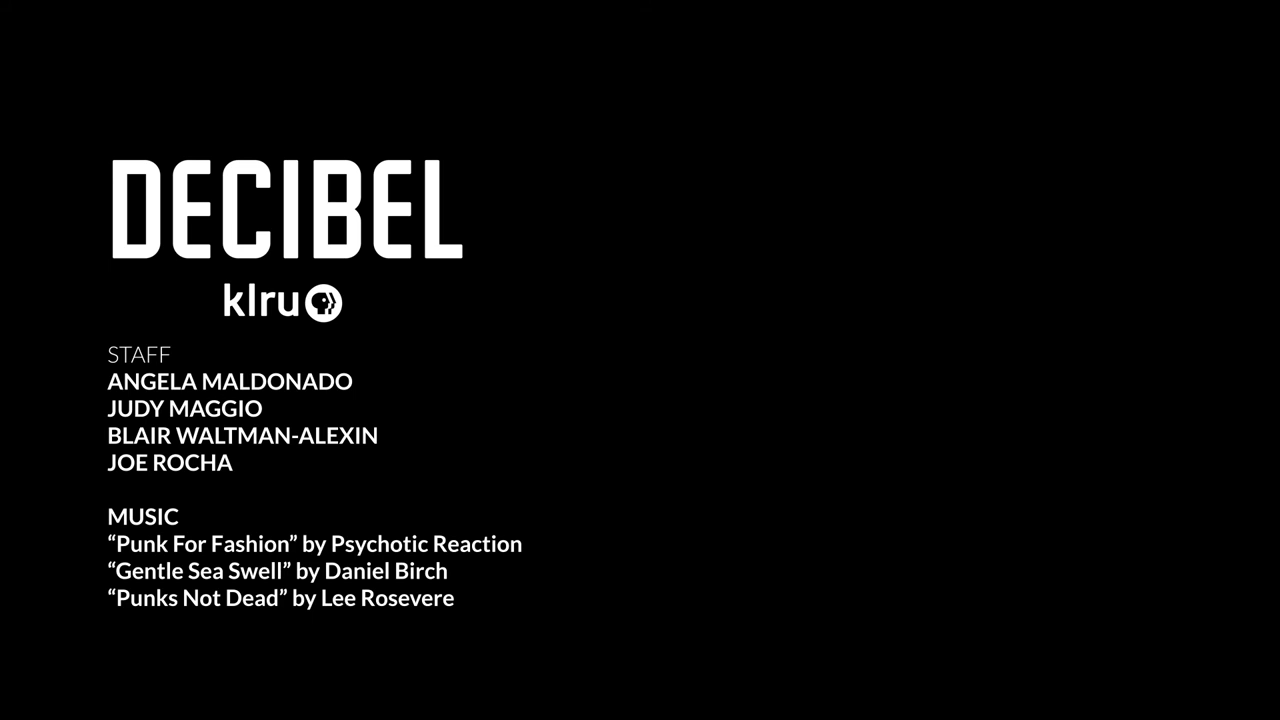 DECIBEL
klru
STAFF
ANGELA MALDONADO
JUDY MAGGIO
BLAIR WALTMAN-ALEXIN
JOE ROCHA
MUSIC
“Punk For Fashion” by Psychotic Reaction
“Gentle Sea Swell” by Daniel Birch
“Punks Not Dead” by Lee Rosevere